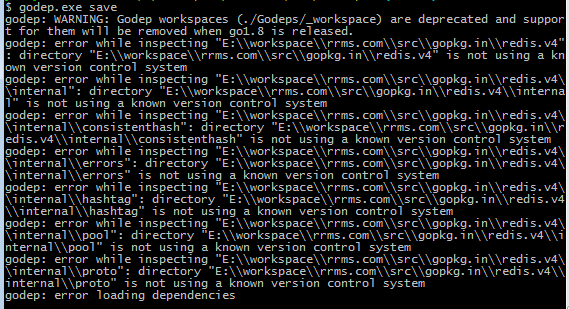 $ godep.exe save
godep: WARNING: Godep workspaces (./Godeps/_workspace) are deprecated and suppor
t for them will be removed when go1.8 is released.
godep: error while inspecting "E:\\workspace\\rrms.com\\src\\gopkg.in\\redis.v4"
: directory "E:\\workspace\\rrms.com\\src\\gopkg.in\\redis.v4" is not using a kn
own version control system
godep: error while inspecting "E:\\workspace\\rrms.com\\src\\gopkg.in\\redis.v4\
\internal": directory "E:\\workspace\\rrms.com\\src\\gopkg.in\\redis.v4\\interna
l" is not using a known version control system
godep: error while inspecting "E:\\workspace\\rrms.com\\src\\gopkg.in\\redis.v4\
\internal\\consistenthash": directory "E:\\workspace\\rrms.com\\src\\gopkg.in\\r
edis.v4\\internal\\consistenthash" is not using a known version control system
godep: error while inspecting "E:\\workspace\\rrms.com\\src\\gopkg.in\\redis.v4\
\internal\\errors": directory "E:\\workspace\\rrms.com\\src\\gopkg.in\\redis.v4\
\internal\\errors" is not using a known version control system
godep: error while inspecting "E:\\workspace\\rrms.com\\src\\gopkg.in\\redis.v4\
\internal\\hashtag": directory "E:\\workspace\\rrms.com\\src\\gopkg.in\\redis.v4
\\internal\\hashtag" is not using a known version control system
godep: error while inspecting "E:\\workspace\\rrms.com\\src\\gopkg.in\\redis.v4\
\internal\\pool": directory "E:\\workspace\\rrms.com\\src\\gopkg.in\\redis.v4\\i
nternal\\pool" is not using a known version control system
godep: error while inspecting "E:\\workspace\\rrms.com\\src\\gopkg.in\\redis.v4\
\internal\\proto": directory "E:\\workspace\\rrms.com\\src\\gopkg.in\\redis.v4\\
internal\\proto" is not using a known version control system
godep: error loading dependencies